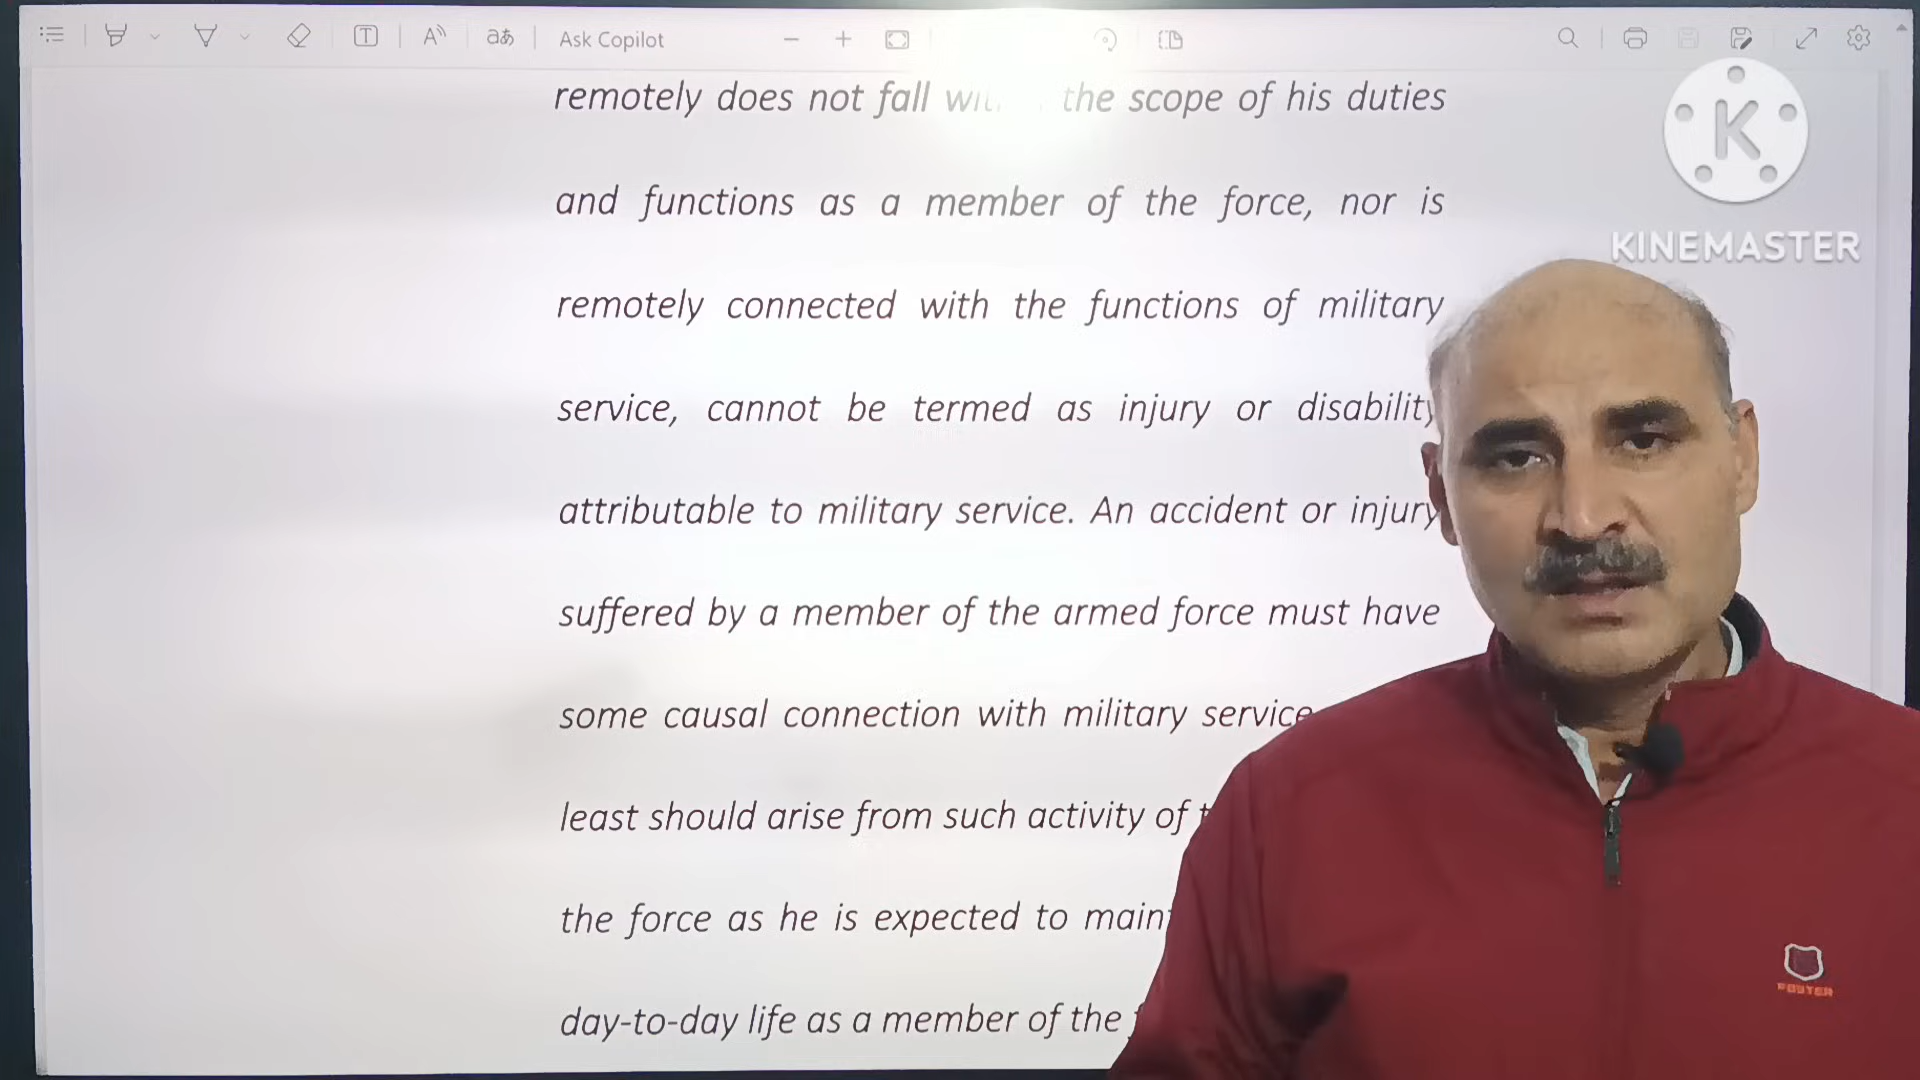 Ask Copilot
remotely does not fall the scope of his duties
and functions as a member of the force, nor is
KINEMASTER
remotely connected with the functions of military
service, cannot be termed as injury or disability
attributable to military service. An accident or injury
suffered by a member of the armed force must have
some causal connection with military service
least should arise from such activity of
the force as he is expected to
day-to-day life as a member of the
FOSTER